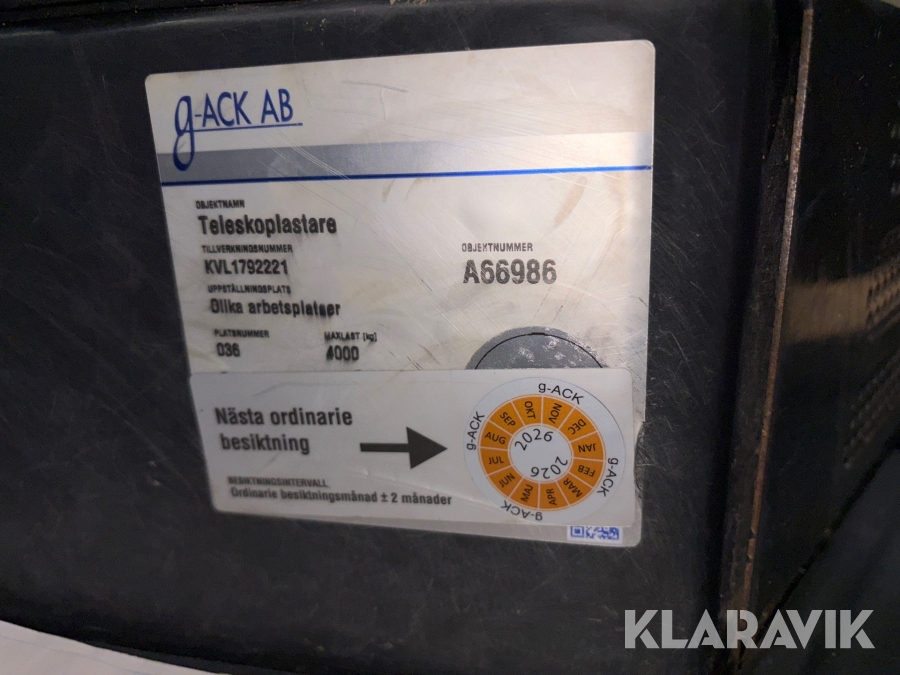 g-ACK AB
OBJEKTNAMN
Teleskoplastare
TILLVERKNINGSNUMMER
KVL1792221
OBJEKTNUMMER
A66986
UPPSTÄLLNINGSPLATS
Olika arbetsplatser
PLATSNUMMER
036
MAXLAST [kg]
4000
Nästa ordinarie
besiktning
BESIKTNINGSINTERVALL
Ordinarie besiktningsmånad ± 2 månader
g-ACK
g-ACK
g-ACK
g-ACK
JAN
FEB
MAR
APR
MAJ
JUN
JUL
AUG
SEP
OKT
NOV
DEC
2026
2026
KLARAVIK